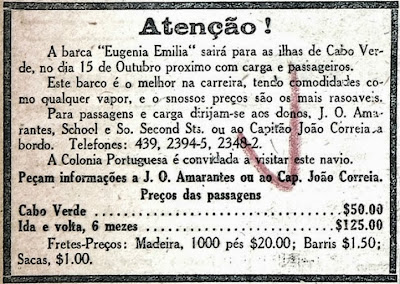 Atenção !
A barca "Eugenia Emilia" sairá para as ilhas de Cabo Ver-
de, no dia 15 de Outubro proximo com carga e passageiros.
Este barco é o melhor na carreira, tendo comodidades co-
mo qualquer vapor, e o snossos preços são os mais rasoaveis.
Para passagens e carga dirijam-se aos donos, J. O. Ama-
rantes, School e So. Second Sts. ou ao Capitão João Correia a
bordo. Telefones: 439, 2394-5, 2348-2.
A Colonia Portuguesa é convidada a visitar este navio.
Peçam informações a J. O. Amarantes ou ao Cap. João Correia.
Preços das passagens
Cabo Verde ........ $50.00
Ida e volta, 6 mezes ........ $125.00
Fretes-Preços: Madeira, 1000 pés $20.00; Barris $1.50;
Sacas, $1.00.